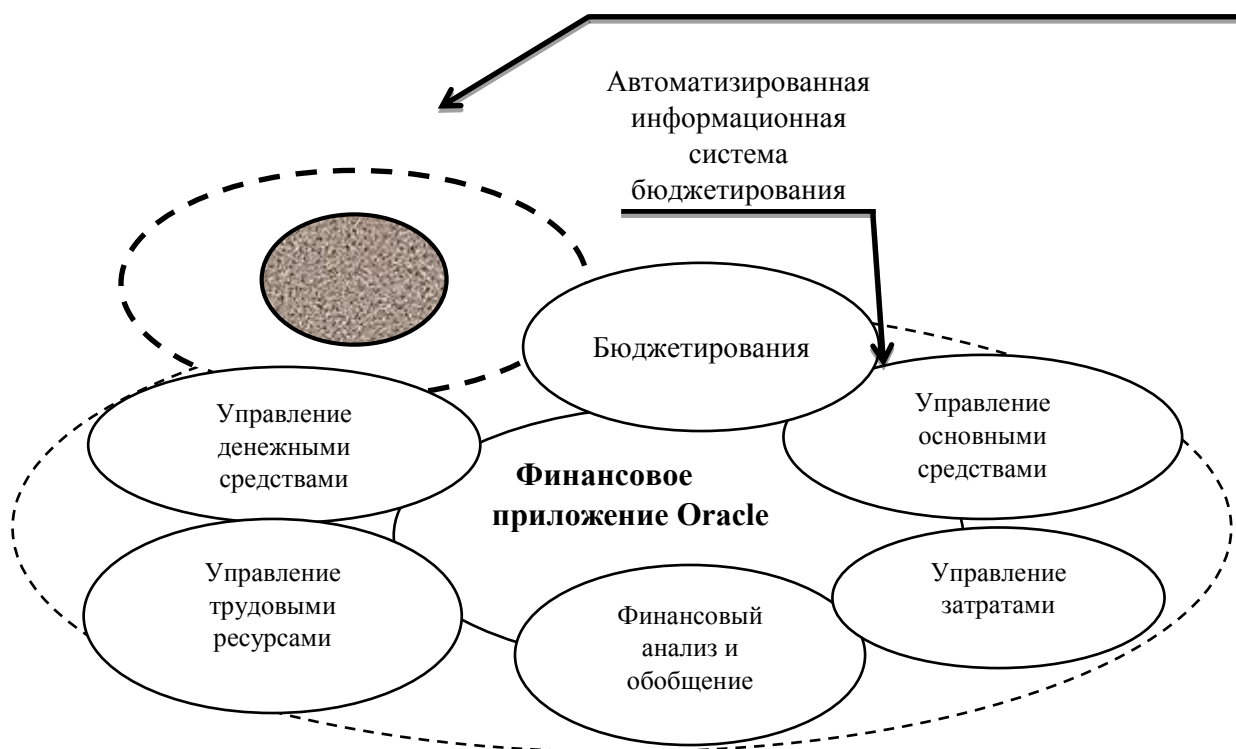 Автоматизированная
информационная
система
бюджетирования
Бюджетирования
Управление
денежными
средствами
Управление
основными
средствами
Финансовое
приложение Oracle
Управление
трудовыми
ресурсами
Финансовый
анализ и
обобщение
Управление
затратами